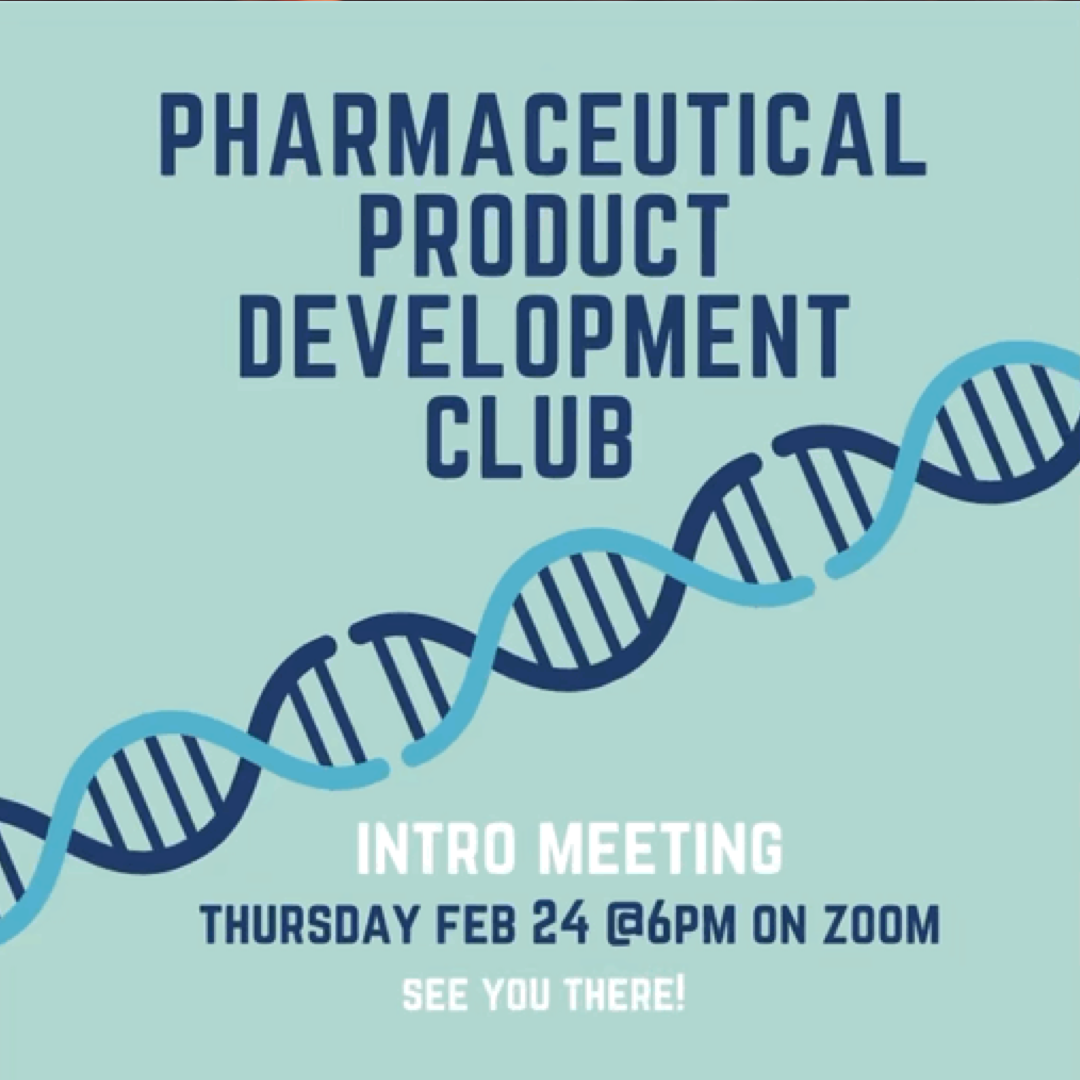 PHARMACEUTICAL
PRODUCT
DEVELOPMENT
CLUB
INTRO MEETING
THURSDAY FEB 24 @6PM ON ZOOM
SEE YOU THERE!